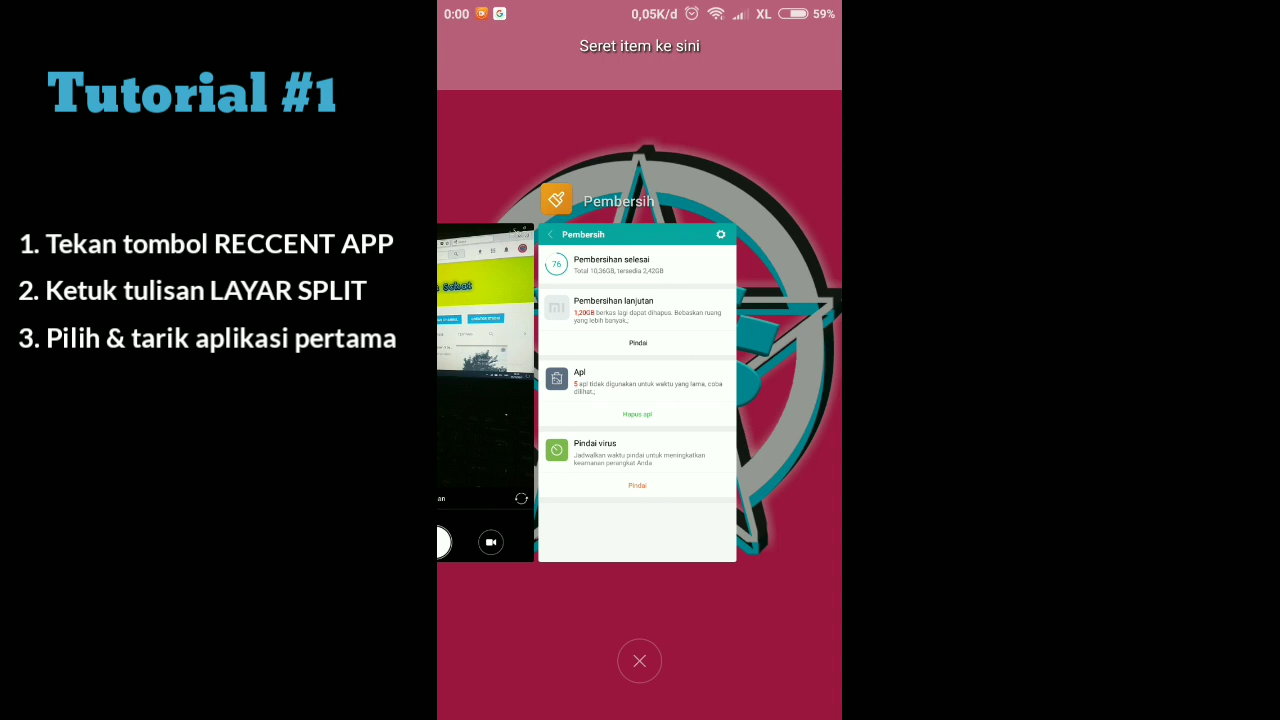 Tutorial #1
1. Tekan tombol RECCENT APP
2. Ketuk tulisan LAYAR SPLIT
3. Pilih & tarik aplikasi pertama
0:00
0,05K/d
XL
59%
Seret item ke sini
Pembersih
Pembersih
76
Pembersihan selesai
Total 10,36GB, tersedia 2,42GB
Pembersihan lanjutan
1,20GB berkas lagi dapat dihapus. Bebaskan ruang
yang lebih banyak.;
Pindai
Apl
5 apl tidak digunakan untuk waktu yang lama, coba
dilihat.;
Hapus apl
Pindai virus
Jadwalkan waktu pindai untuk meningkatkan
keamanan perangkat Anda
Pindai
an